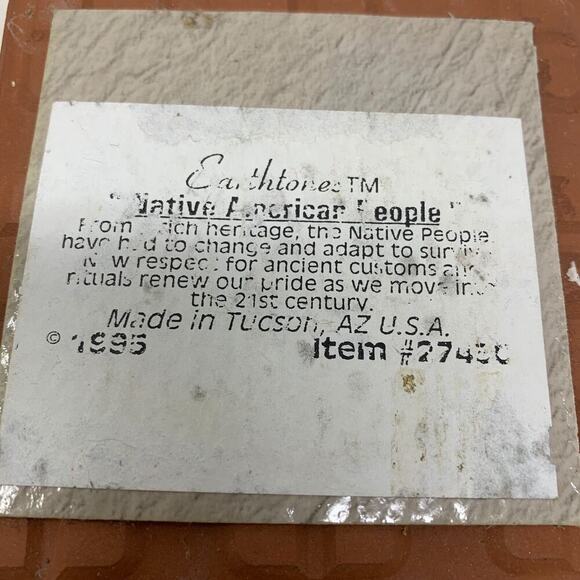 Earthtones TM
"Native American People"
From rich heritage, the Native People
have had to change and adapt to survive
New respect for ancient customs and
rituals renew our pride as we move into
the 21st century.
Made in Tucson, AZ U.S.A.
© 1995 Item